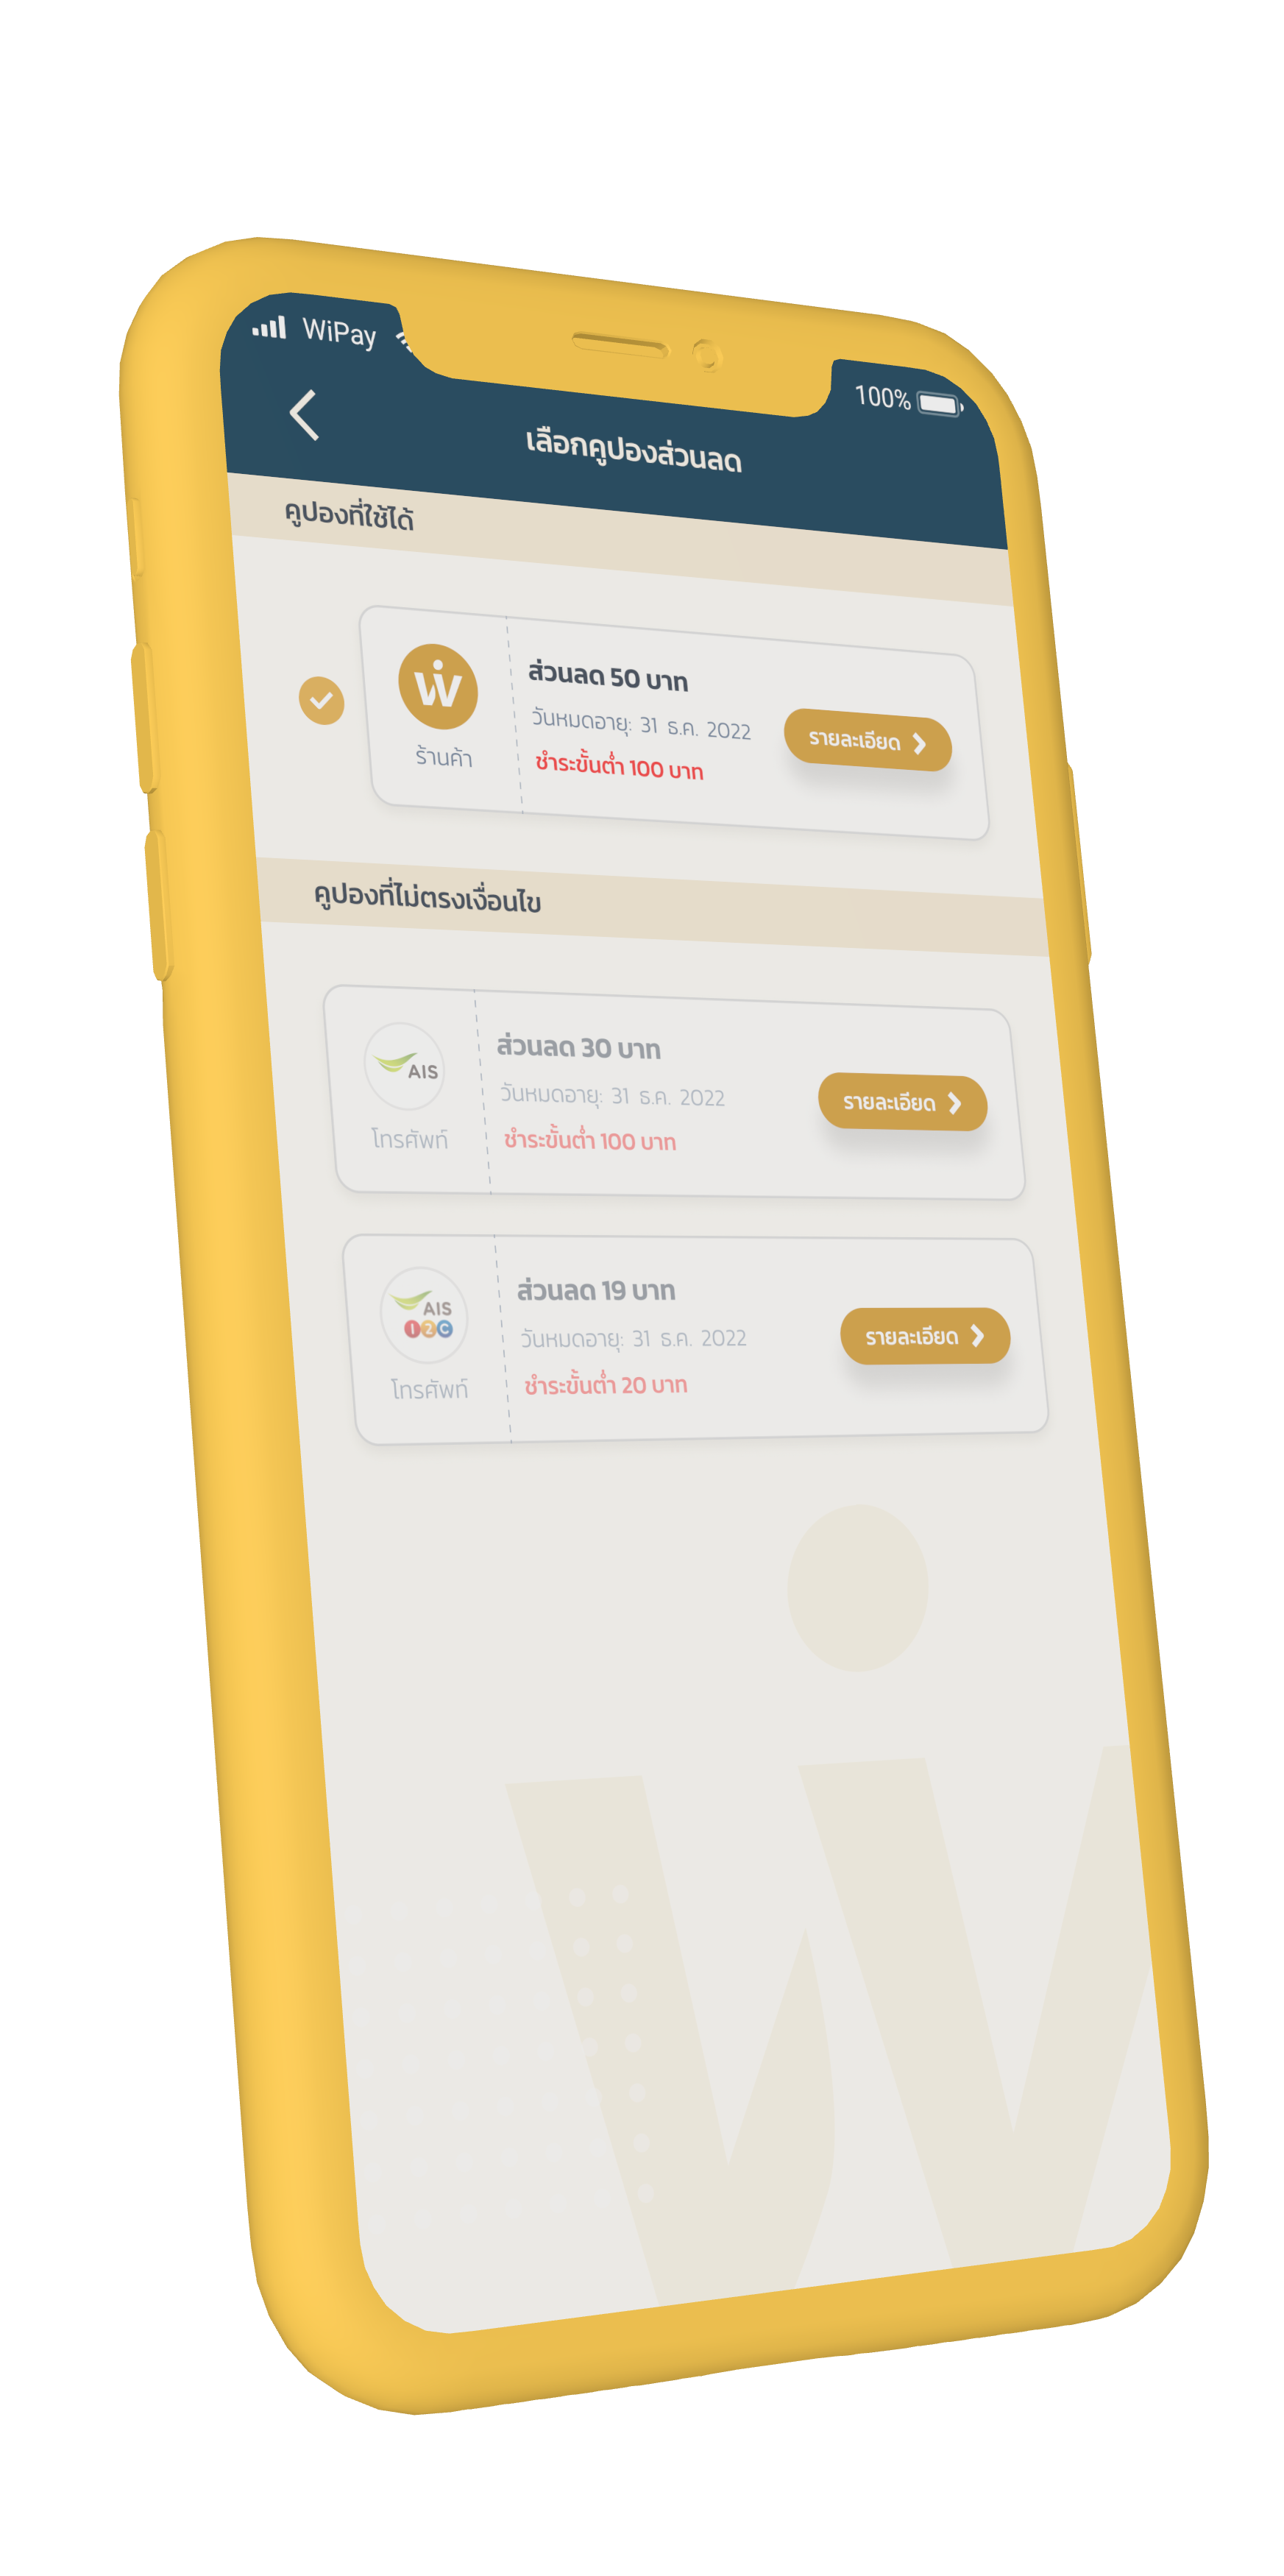 WiPay
100%
เลือกคูปองส่วนลด
คูปองที่ใช้ได้
ส่วนลด 50 บาท
วันหมดอายุ: 31 ธ.ค. 2022
ชำระขั้นต่ำ 100 บาท
ร้านค้า
รายละเอียด
คูปองที่ไม่ตรงเงื่อนไข
AIS
โทรศัพท์
ส่วนลด 30 บาท
วันหมดอายุ: 31 ธ.ค. 2022
ชำระขั้นต่ำ 100 บาท
รายละเอียด
AIS
12C
โทรศัพท์
ส่วนลด 19 บาท
วันหมดอายุ: 31 ธ.ค. 2022
ชำระขั้นต่ำ 20 บาท
รายละเอียด